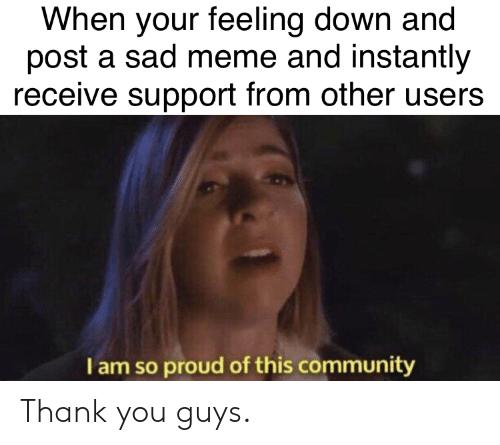 When your feeling down and
post a sad meme and instantly
receive support from other users
I am so proud of this community
Thank you guys.